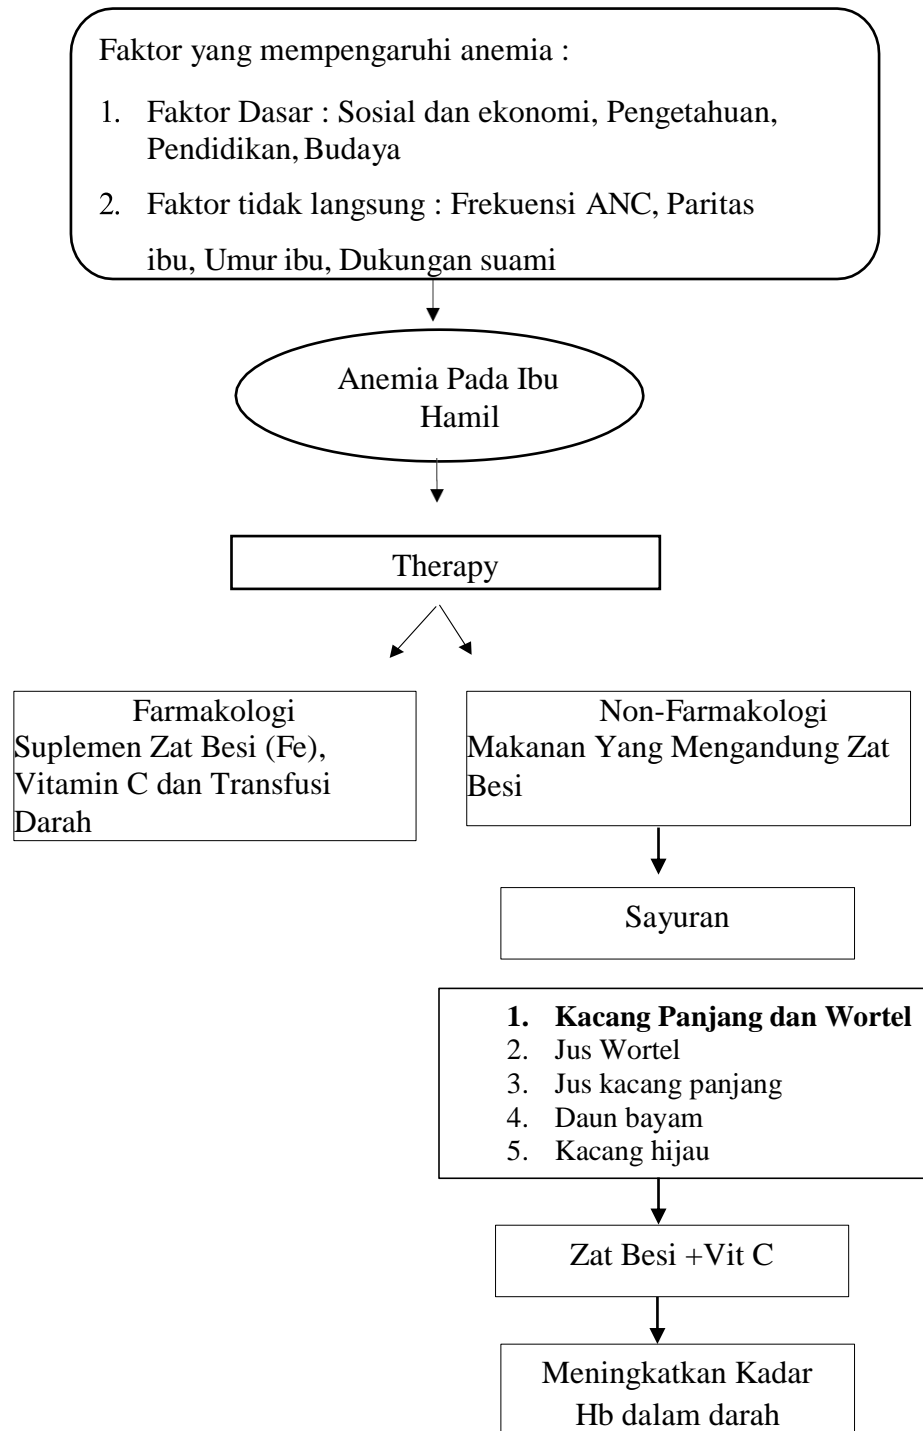 Faktor yang mempengaruhi anemia :
1. Faktor Dasar : Sosial dan ekonomi, Pengetahuan,
Pendidikan, Budaya
2. Faktor tidak langsung : Frekuensi ANC, Paritas
ibu, Umur ibu, Dukungan suami
Anemia Pada Ibu
Hamil
Therapy
Farmakologi
Suplemen Zat Besi (Fe),
Vitamin C dan Transfusi
Darah
Non-Farmakologi
Makanan Yang Mengandung Zat
Besi
Sayuran
1. Kacang Panjang dan Wortel
2. Jus Wortel
3. Jus kacang panjang
4. Daun bayam
5. Kacang hijau
Zat Besi +Vit C
Meningkatkan Kadar
Hb dalam darah